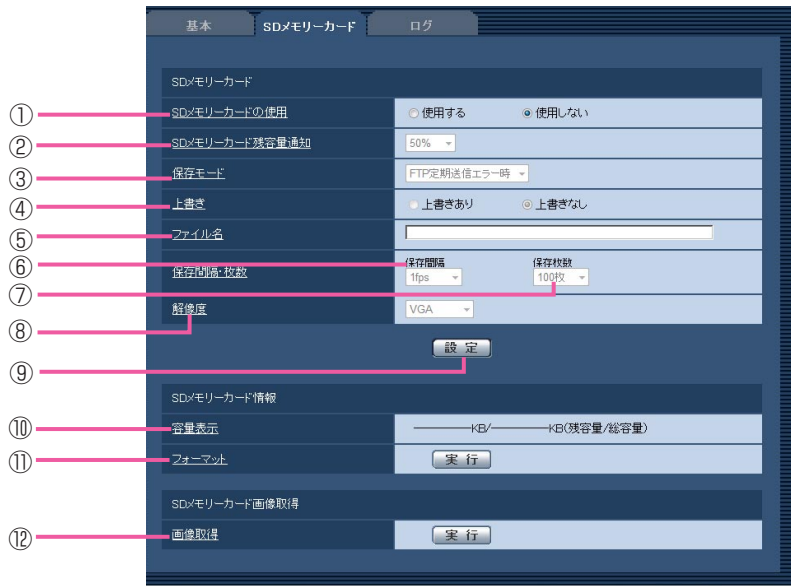 基本 SDメモリーカード ログ
SDメモリーカード
① SDメモリーカードの使用 使用する 使用しない
② SDメモリーカード残容量通知 50%
③ 保存モード FTP定期送信エラー時
④ 上書き 上書きあり 上書きなし
⑤ ファイル名
⑥ 保存間隔 保存枚数
保存間隔・枚数
⑦ 1fps 100枚
⑧ 解像度 VGA
⑨ 設定
SDメモリーカード情報
⑩ 容量表示 ―――――KB/―――――KB(残容量/総容量)
⑪ フォーマット 実行
SDメモリーカード画像取得
⑫ 画像取得 実行